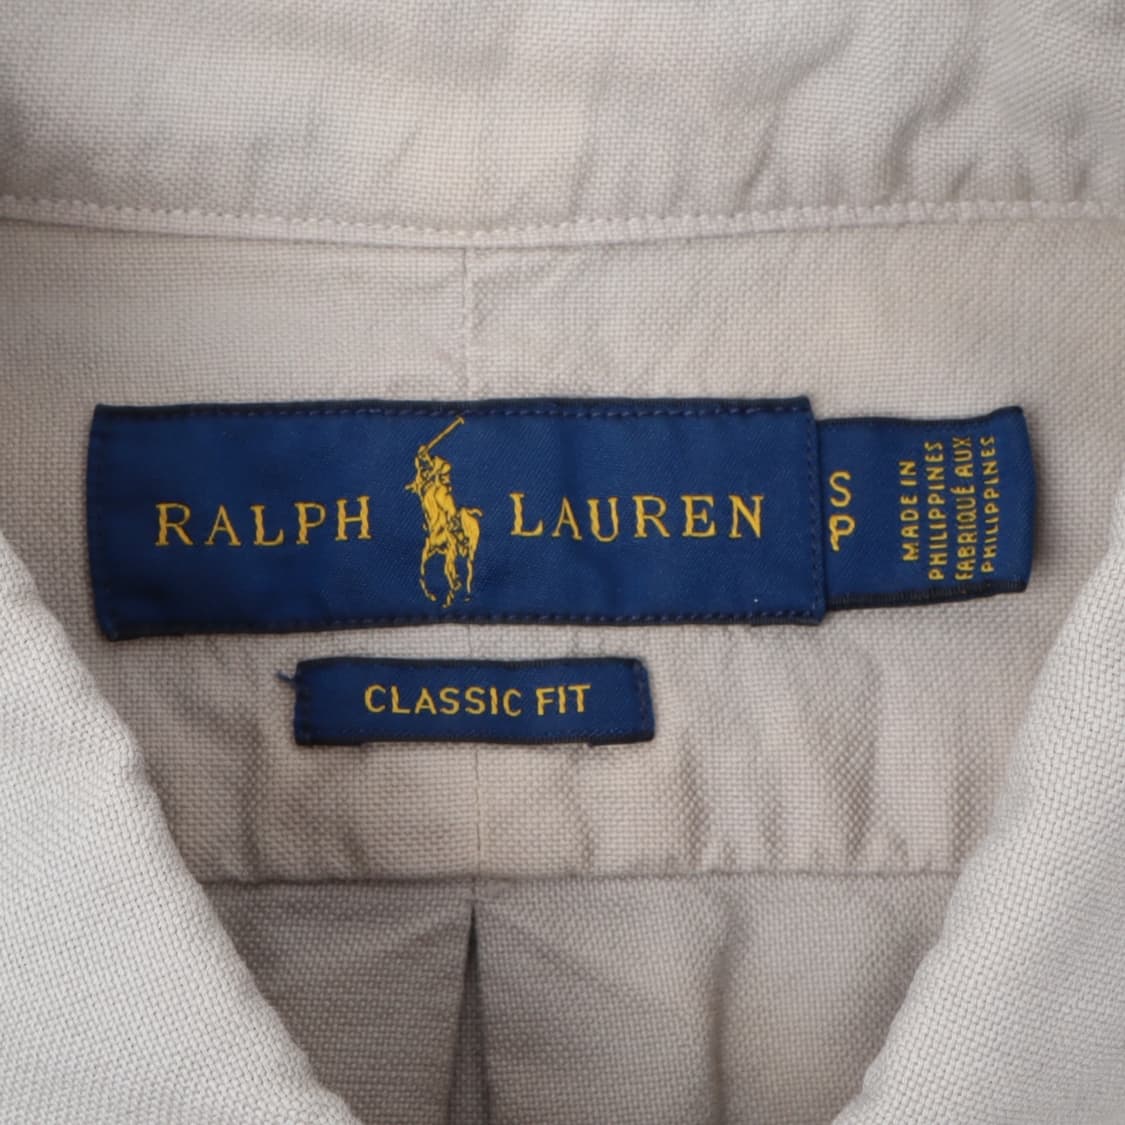 RALPH LAUREN
S
P
MADE IN
PHILIPPINES
FABRIQUÉ AUX
PHILIPPINES
CLASSIC FIT